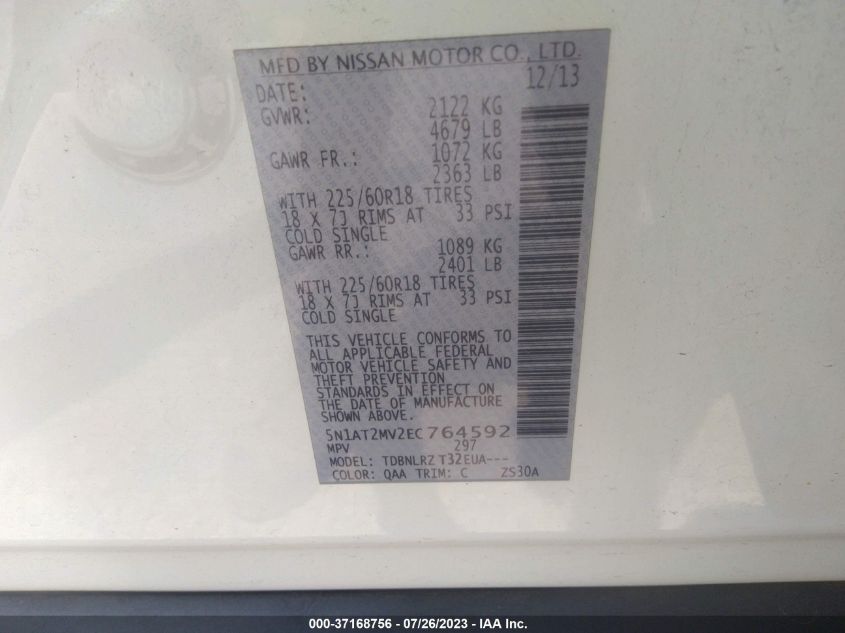 MFD BY NISSAN MOTOR CO., LTD.
DATE: 12/13
GVWR: 2122 KG
4679 LB
GAWR FR.: 1072 KG
2363 LB
WITH 225/60R18 TIRES
18 X 7J RIMS AT 33 PSI
COLD SINGLE
GAWR RR.: 1089 KG
2401 LB
WITH 225/60R18 TIRES
18 X 7J RIMS AT 33 PSI
COLD SINGLE
THIS VEHICLE CONFORMS TO
ALL APPLICABLE FEDERAL
MOTOR VEHICLE SAFETY AND
THEFT PREVENTION
STANDARDS IN EFFECT ON
THE DATE OF MANUFACTURE
SHOWN ABOVE.
5N1AT2MV2EC764592
MPV 297
MODEL: TDBNLRZ T32EUA---
COLOR: QAA TRIM: C ZS30A
000-37168756 - 07/26/2023 - IAA Inc.